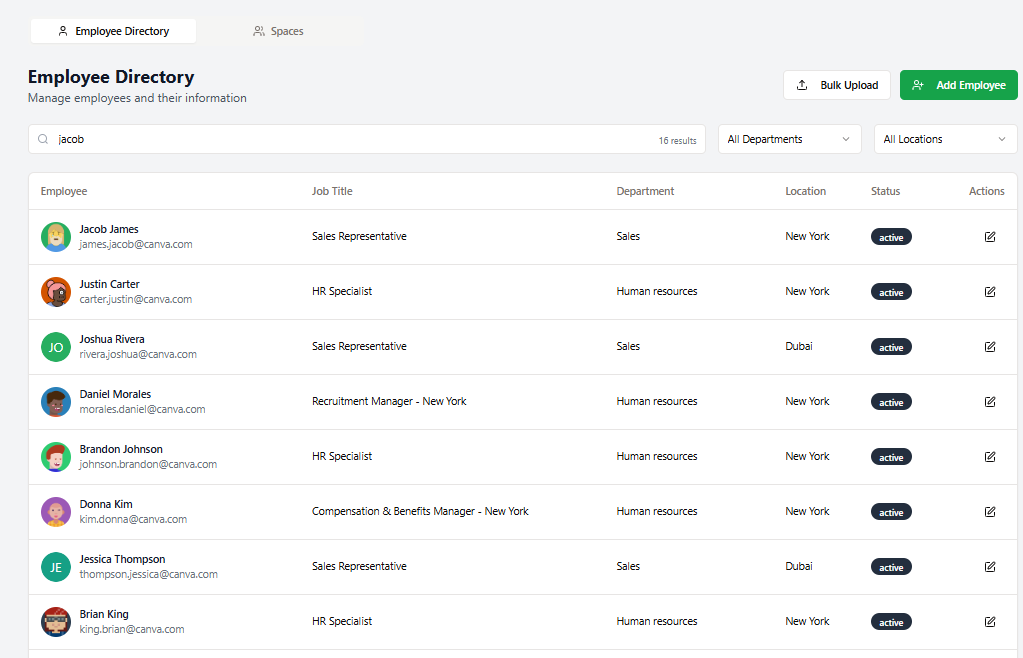 Employee Directory Spaces
Employee Directory
Manage employees and their information
Bulk Upload Add Employee
jacob 16 results All Departments All Locations
Employee Job Title Department Location Status Actions
Jacob James
james.jacob@canva.com
Sales Representative Sales New York active
Justin Carter
carter.justin@canva.com
HR Specialist Human resources New York active
JO
Joshua Rivera
rivera.joshua@canva.com
Sales Representative Sales Dubai active
Daniel Morales
morales.daniel@canva.com
Recruitment Manager - New York Human resources New York active
Brandon Johnson
johnson.brandon@canva.com
HR Specialist Human resources New York active
Donna Kim
kim.donna@canva.com
Compensation & Benefits Manager - New York Human resources New York active
JE
Jessica Thompson
thompson.jessica@canva.com
Sales Representative Sales Dubai active
Brian King
king.brian@canva.com
HR Specialist Human resources New York active